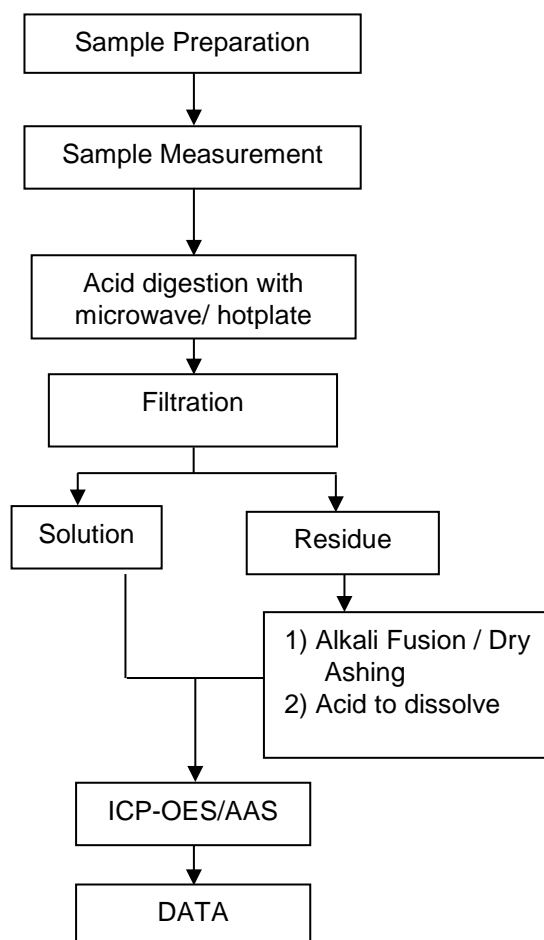 Sample Preparation
Sample Measurement
Acid digestion with
microwave/ hotplate
Filtration
Solution
Residue
1) Alkali Fusion / Dry
Ashing
2) Acid to dissolve
ICP-OES/AAS
DATA